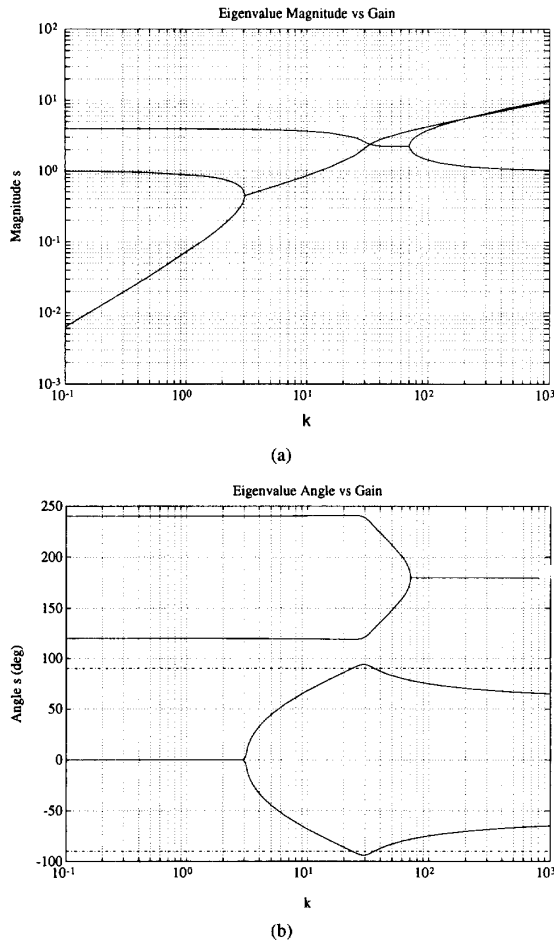 Eigenvalue Magnitude vs Gain
10²
10¹
10⁰
10⁻¹
10⁻²
10⁻³
Magnitude s
10⁻¹ 10⁰ 10¹ 10² 10³
k
(a)
Eigenvalue Angle vs Gain
250
200
150
100
50
0
-50
-100
Angle s (deg)
10⁻¹ 10⁰ 10¹ 10² 10³
k
(b)